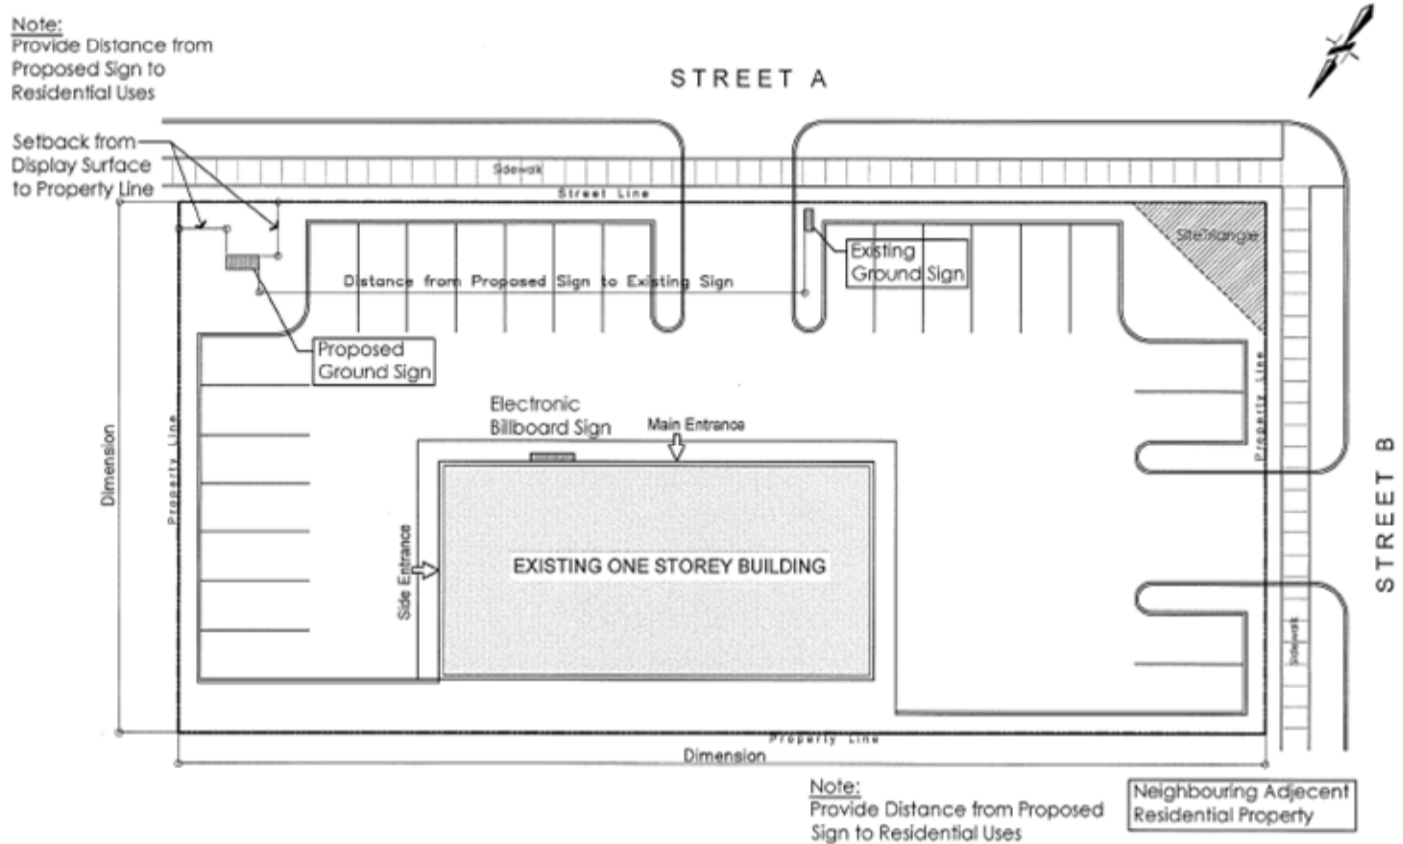 Note:
Provide Distance from
Proposed Sign to
Residential Uses
STREET A
Setback from
Display Surface
to Property Line
Sidewalk
Street Line
SiteTriangle
Existing
Ground Sign
Distance from Proposed Sign to Existing Sign
Proposed
Ground Sign
Electronic
Billboard Sign
Main Entrance
Property Line
Property Line
Dimension
STREET B
Side Entrance
EXISTING ONE STOREY BUILDING
Sidewalk
Property Line
Dimension
Note:
Provide Distance from Proposed
Sign to Residential Uses
Neighbouring Adjecent
Residential Property